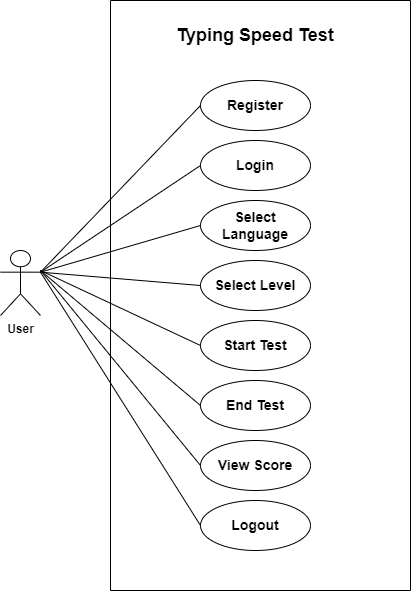 Typing Speed Test
Register
Login
Select
Language
Select Level
Start Test
End Test
View Score
Logout
User